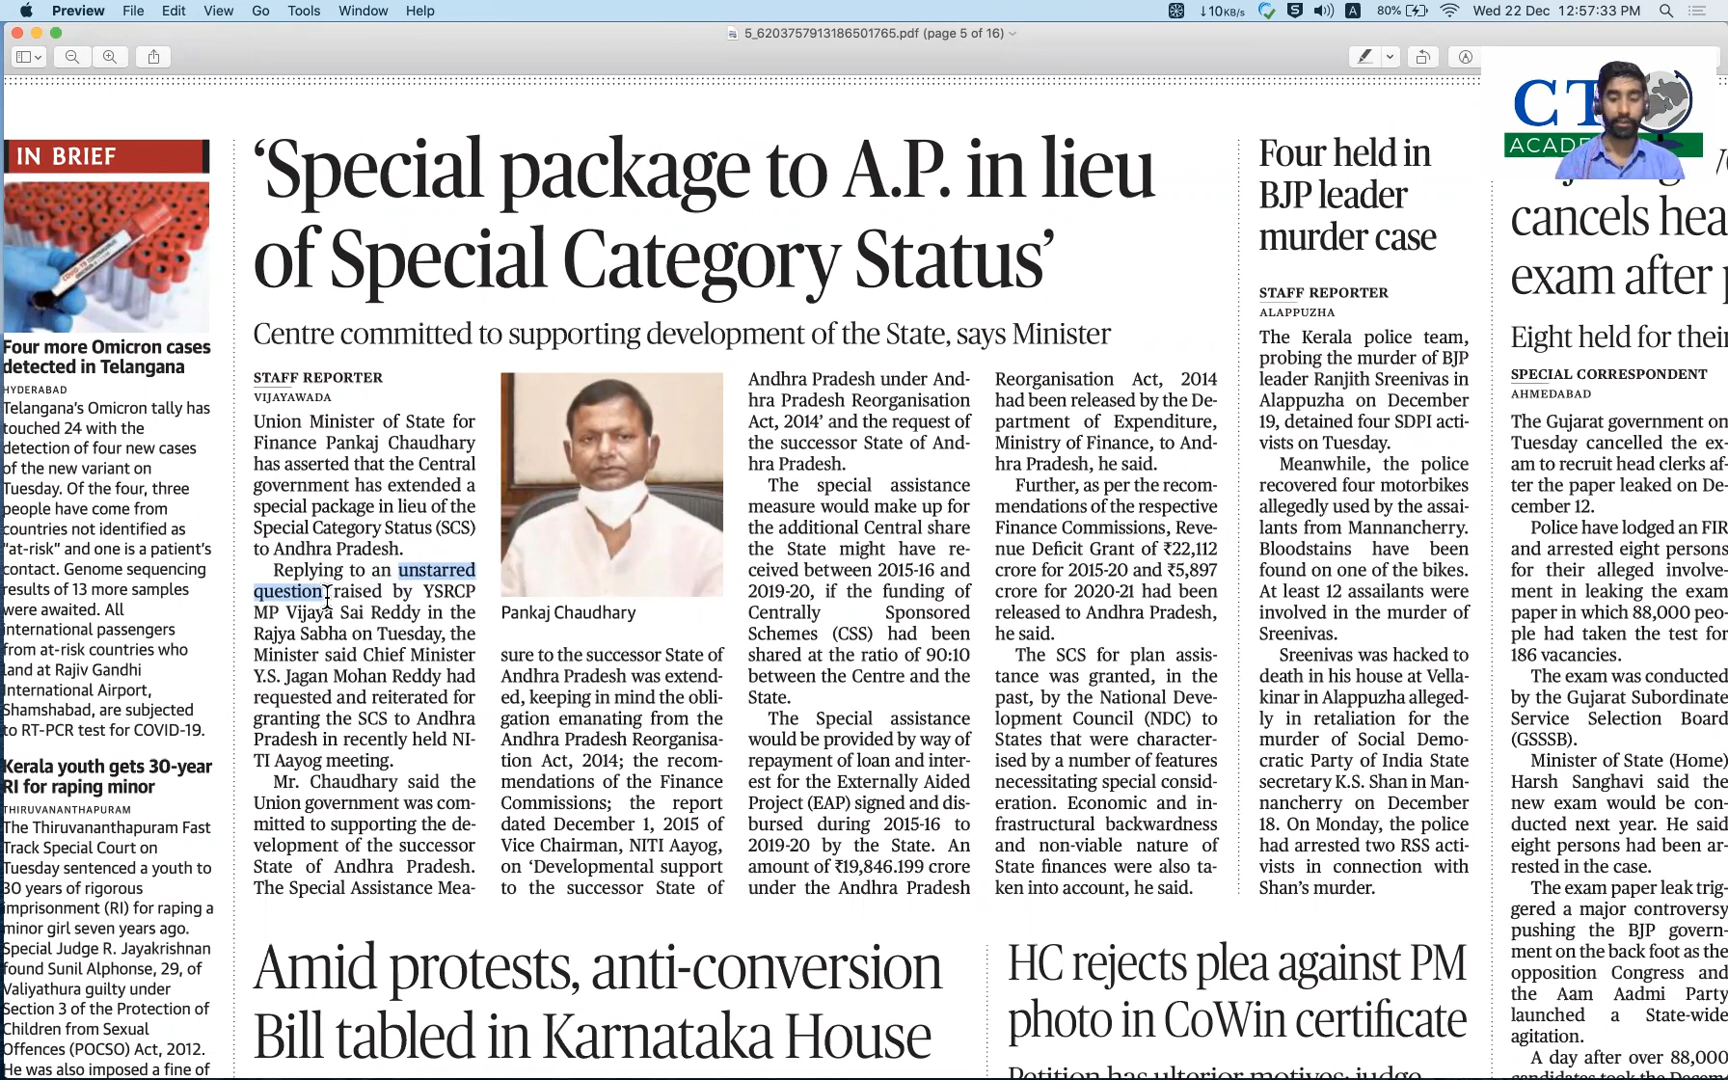 Preview File Edit View Go Tools Window Help
↓10KB/s
A
80%
Wed 22 Dec 12:57:33 PM
5_6203757913186501765.pdf (page 5 of 16)
CT
ACADE
IN BRIEF
Four more Omicron cases
detected in Telangana
HYDERABAD
Telangana's Omicron tally has
touched 24 with the
detection of four new cases
of the new variant on
Tuesday. Of the four, three
people have come from
countries not identified as
"at-risk" and one is a patient's
contact. Genome sequencing
results of 13 more samples
were awaited. All
international passengers
from at-risk countries who
land at Rajiv Gandhi
International Airport,
Shamshabad, are subjected
to RT-PCR test for COVID-19.
Kerala youth gets 30-year
RI for raping minor
THIRUVANANTHAPURAM
The Thiruvananthapuram Fast
Track Special Court on
Tuesday sentenced a youth to
30 years of rigorous
imprisonment (RI) for raping a
minor girl seven years ago.
Special Judge R. Jayakrishnan
found Sunil Alphonse, 29, of
Valiyathura guilty under
Section 3 of the Protection of
Children from Sexual
Offences (POCSO) Act, 2012.
He was also imposed a fine of
'Special package to A.P. in lieu
of Special Category Status'
Centre committed to supporting development of the State, says Minister
STAFF REPORTER
VIJAYAWADA
Union Minister of State for
Finance Pankaj Chaudhary
has asserted that the Central
government has extended a
special package in lieu of the
Special Category Status (SCS)
to Andhra Pradesh.
Replying to an unstarred
question raised by YSRCP
MP Vijaya Sai Reddy in the
Rajya Sabha on Tuesday, the
Minister said Chief Minister
Y.S. Jagan Mohan Reddy had
requested and reiterated for
granting the SCS to Andhra
Pradesh in recently held NI-
TI Aayog meeting.
Mr. Chaudhary said the
Union government was com-
mitted to supporting the de-
velopment of the successor
State of Andhra Pradesh.
The Special Assistance Mea-
Pankaj Chaudhary
sure to the successor State of
Andhra Pradesh was extend-
ed, keeping in mind the obli-
gation emanating from the
Andhra Pradesh Reorganisa-
tion Act, 2014; the recom-
mendations of the Finance
Commissions; the report
dated December 1, 2015 of
Vice Chairman, NITI Aayog,
on 'Developmental support
to the successor State of
Andhra Pradesh under And-
hra Pradesh Reorganisation
Act, 2014' and the request of
the successor State of And-
hra Pradesh.
The special assistance
measure would make up for
the additional Central share
the State might have re-
ceived between 2015-16 and
2019-20, if the funding of
Centrally Sponsored
Schemes (CSS) had been
shared at the ratio of 90:10
between the Centre and the
State.
The Special assistance
would be provided by way of
repayment of loan and inter-
est for the Externally Aided
Project (EAP) signed and dis-
bursed during 2015-16 to
2019-20 by the State. An
amount of ₹19,846.199 crore
under the Andhra Pradesh
Reorganisation Act, 2014
had been released by the De-
partment of Expenditure,
Ministry of Finance, to And-
hra Pradesh, he said.
Further, as per the recom-
mendations of the respective
Finance Commissions, Reve-
nue Deficit Grant of ₹22,112
crore for 2015-20 and ₹5,897
crore for 2020-21 had been
released to Andhra Pradesh,
he said.
The SCS for plan assis-
tance was granted, in the
past, by the National Deve-
lopment Council (NDC) to
States that were character-
ised by a number of features
necessitating special consid-
eration. Economic and in-
frastructural backwardness
and non-viable nature of
State finances were also ta-
ken into account, he said.
Four held in
BJP leader
murder case
STAFF REPORTER
ALAPPUZHA
The Kerala police team,
probing the murder of BJP
leader Ranjith Sreenivas in
Alappuzha on December
19, detained four SDPI acti-
vists on Tuesday.
Meanwhile, the police
recovered four motorbikes
allegedly used by the assai-
lants from Mannancherry.
Bloodstains have been
found on one of the bikes.
At least 12 assailants were
involved in the murder of
Sreenivas.
Sreenivas was hacked to
death in his house at Vella-
kinar in Alappuzha alleged-
ly in retaliation for the
murder of Social Demo-
cratic Party of India State
secretary K.S. Shan in Man-
nancherry on December
18. On Monday, the police
had arrested two RSS acti-
vists in connection with
Shan's murder.
cancels hea
exam after p
Eight held for their
SPECIAL CORRESPONDENT
AHMEDABAD
The Gujarat government on
Tuesday cancelled the ex-
am to recruit head clerks af-
ter the paper leaked on De-
cember 12.
Police have lodged an FIR
and arrested eight persons
for their alleged involve-
ment in leaking the exam
paper in which 88,000 peo-
ple had taken the test for
186 vacancies.
The exam was conducted
by the Gujarat Subordinate
Service Selection Board
(GSSSB).
Minister of State (Home)
Harsh Sanghavi said the
new exam would be con-
ducted next year. He said
eight persons had been ar-
rested in the case.
The exam paper leak trig-
gered a major controversy
pushing the BJP govern-
ment on the back foot as the
opposition Congress and
the Aam Aadmi Party
launched a State-wide
agitation.
A day after over 88,000
Amid protests, anti-conversion
Bill tabled in Karnataka House
HC rejects plea against PM
photo in CoWin certificate
Petition has ulterior motives: judge